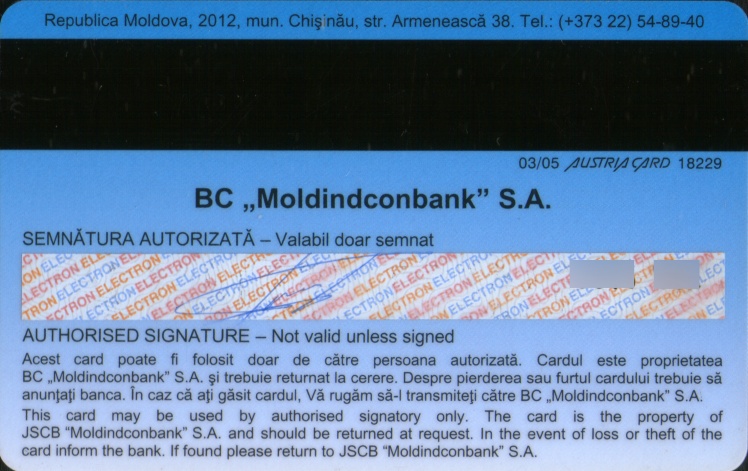 Republica Moldova, 2012, mun. Chişinău, str. Armenească 38. Tel.: (+373 22) 54-89-40
03/05 AUSTRIA CARD 18229
BC „Moldindconbank” S.A.
SEMNĂTURA AUTORIZATĂ – Valabil doar semnat
ELECTRON ELECTRON ELECTRON ELECTRON ELECTRON ELECTRON
AUTHORISED SIGNATURE – Not valid unless signed
Acest card poate fi folosit doar de către persoana autorizată. Cardul este proprietatea
BC „Moldindconbank” S.A. şi trebuie returnat la cerere. Despre pierderea sau furtul cardului trebuie să
anunţaţi banca. În caz că aţi găsit cardul, Vă rugăm să-l transmiteţi către BC „Moldindconbank” S.A.
This card may be used by authorised signatory only. The card is the property of
JSCB “Moldindconbank” S.A. and should be returned at request. In the event of loss or theft of the
card inform the bank. If found please return to JSCB “Moldindconbank” S.A.